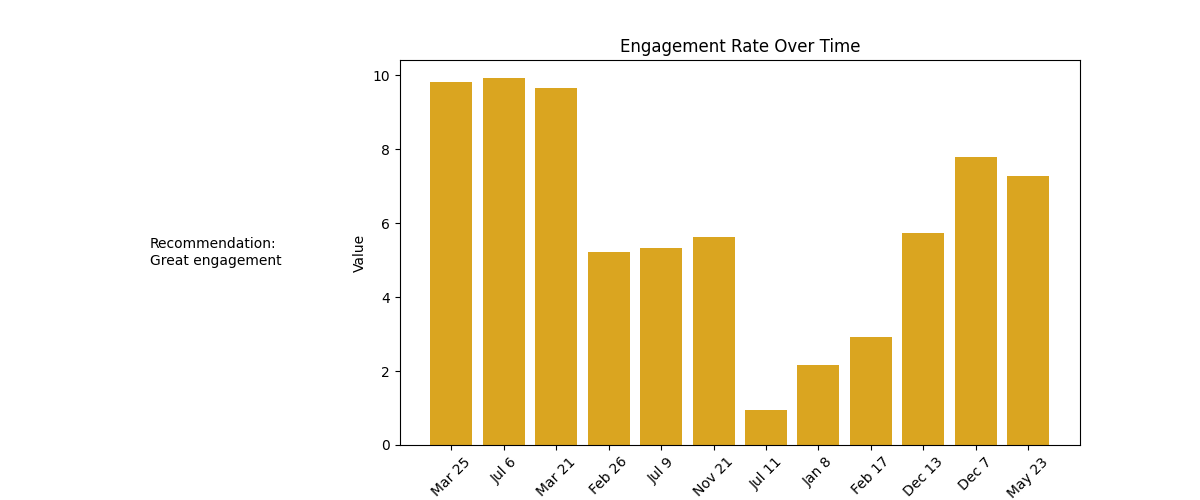 Engagement Rate Over Time
Recommendation:
Great engagement
Value
10
8
6
4
2
0
Mar 25
Jul 6
Mar 21
Feb 26
Jul 9
Nov 21
Jul 11
Jan 8
Feb 17
Dec 13
Dec 7
May 23